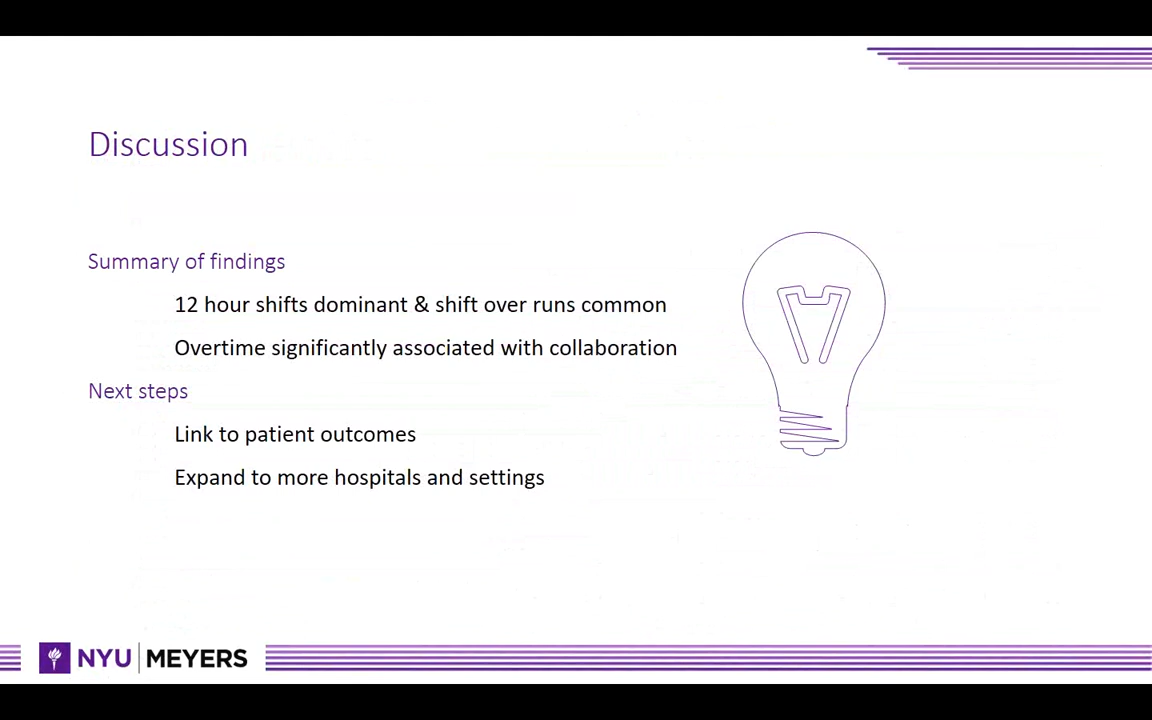 Discussion
Summary of findings
12 hour shifts dominant & shift over runs common
Overtime significantly associated with collaboration
Next steps
Link to patient outcomes
Expand to more hospitals and settings
NYU MEYERS